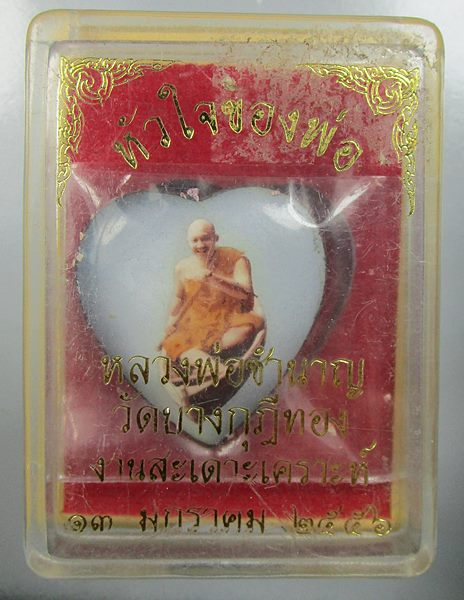 หัวใจของพ่อ
หลวงพ่อชำนาญ
วัดบางกุฎีทอง
งานสะเดาะเคราะห์
๑๓ มกราคม ๒๕๕๖